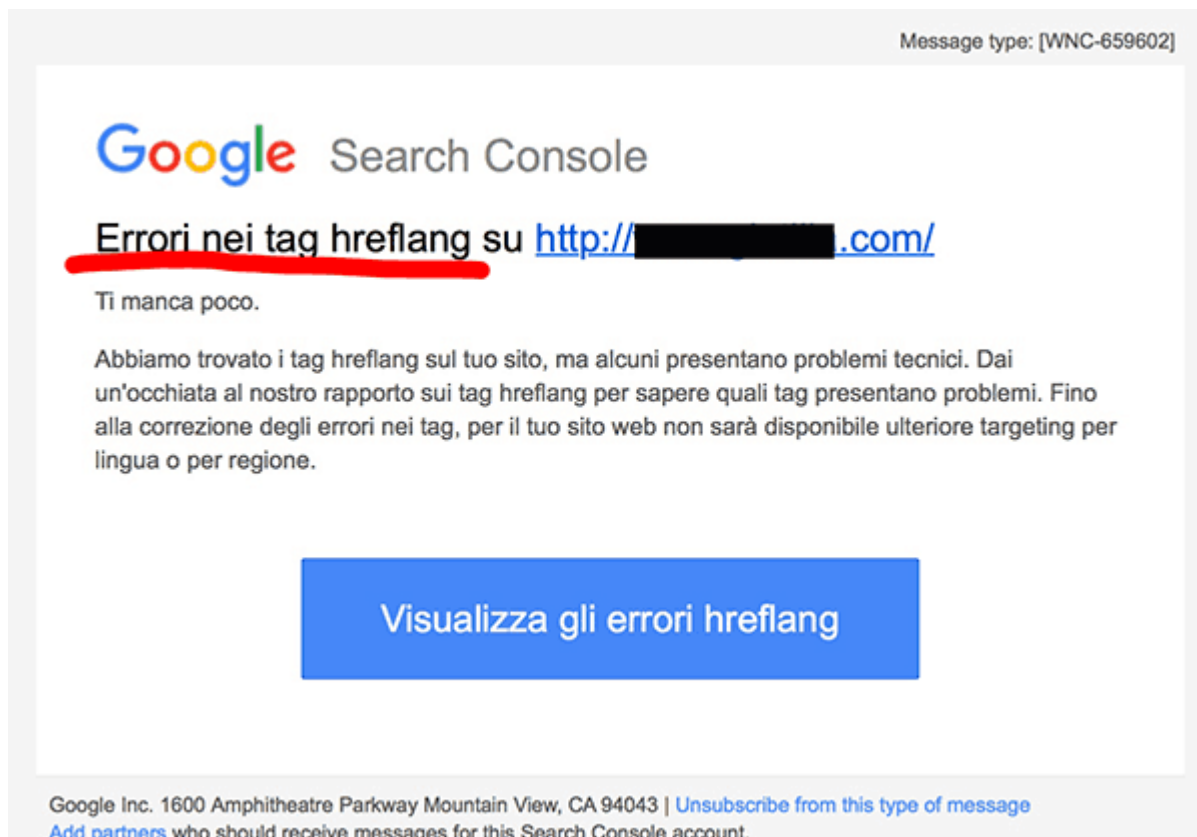 Message type: [WNC-659602]
Google Search Console
Errori nei tag hreflang su http://.com/
Ti manca poco.
Abbiamo trovato i tag hreflang sul tuo sito, ma alcuni presentano problemi tecnici. Dai
un'occhiata al nostro rapporto sui tag hreflang per sapere quali tag presentano problemi. Fino
alla correzione degli errori nei tag, per il tuo sito web non sarà disponibile ulteriore targeting per
lingua o per regione.
Visualizza gli errori hreflang
Google Inc. 1600 Amphitheatre Parkway Mountain View, CA 94043 | Unsubscribe from this type of message
Add partners who should receive messages for this Search Console account.